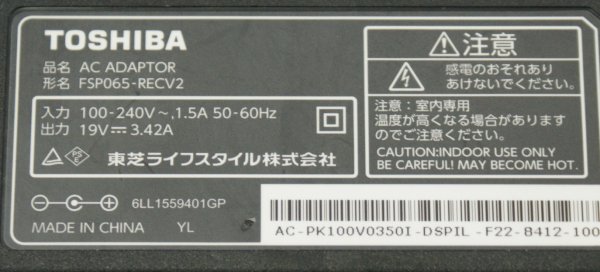 TOSHIBA
品名 AC ADAPTOR
形名 FSP065-RECV2
入力 100-240V～,1.5A 50-60Hz
出力 19V⎓3.42A
東芝ライフスタイル株式会社
6LL1559401GP
MADE IN CHINA YL
⚠注意
感電のおそれあり
あけないでください。
注意：室内専用
温度が高くなる場合があります
のでご注意ください。
CAUTION:INDOOR USE ONLY
BE CAREFUL! MAY BECOME HOT.
AC-PK100V0350I-DSPIL-F22-8412-100